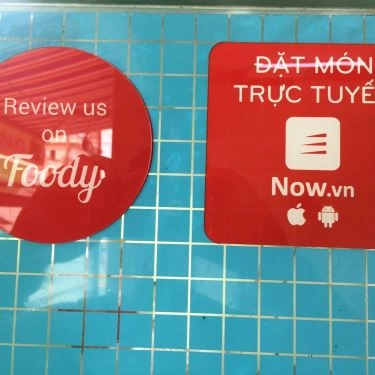 Review us
on
Foody
ĐẶT MÓN
TRỰC TUYẾ
Now.vn